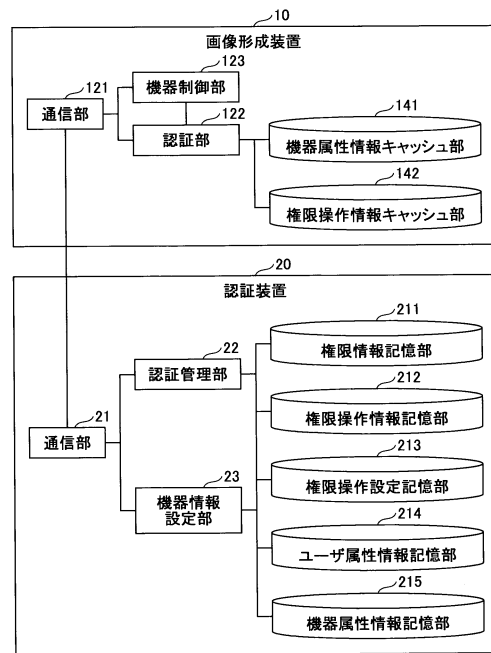 10
画像形成装置
121
通信部
123
機器制御部
122
認証部
141
機器属性情報キャッシュ部
142
権限操作情報キャッシュ部
20
認証装置
21
通信部
22
認証管理部
23
機器情報
設定部
211
権限情報記憶部
212
権限操作情報記憶部
213
権限操作設定記憶部
214
ユーザ属性情報記憶部
215
機器属性情報記憶部